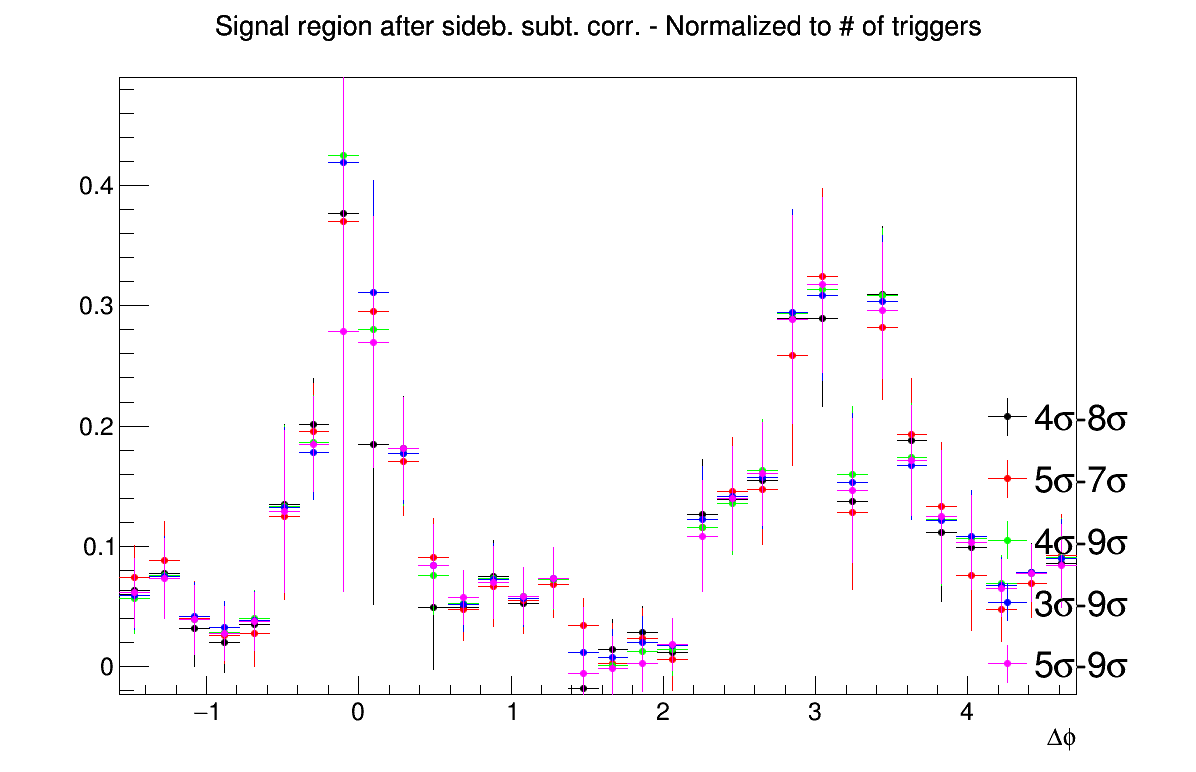 Signal region after sideb. subt. corr. - Normalized to # of triggers
0.4
0.3
0.2
0.1
0
4σ-8σ
5σ-7σ
4σ-9σ
3σ-9σ
5σ-9σ
−1 0 1 2 3 4
Δϕ